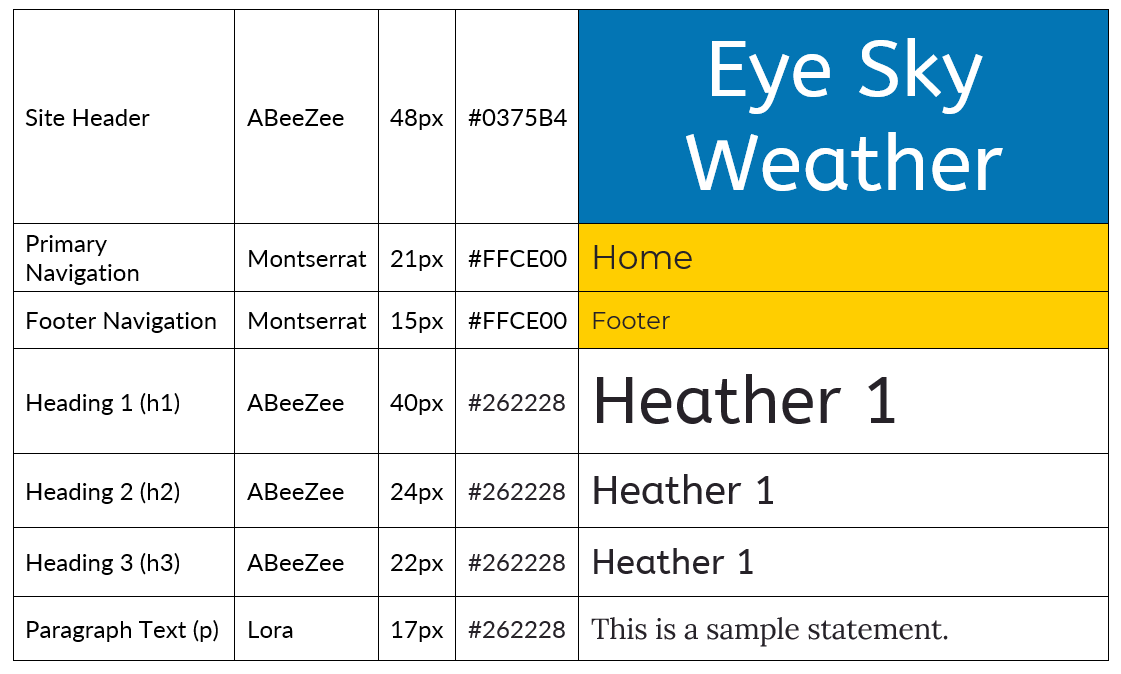 Site Header ABeeZee 48px #0375B4 Eye Sky
Weather
Primary
Navigation Montserrat 21px #FFCE00 Home
Footer Navigation Montserrat 15px #FFCE00 Footer
Heading 1 (h1) ABeeZee 40px #262228 Heather 1
Heading 2 (h2) ABeeZee 24px #262228 Heather 1
Heading 3 (h3) ABeeZee 22px #262228 Heather 1
Paragraph Text (p) Lora 17px #262228 This is a sample statement.